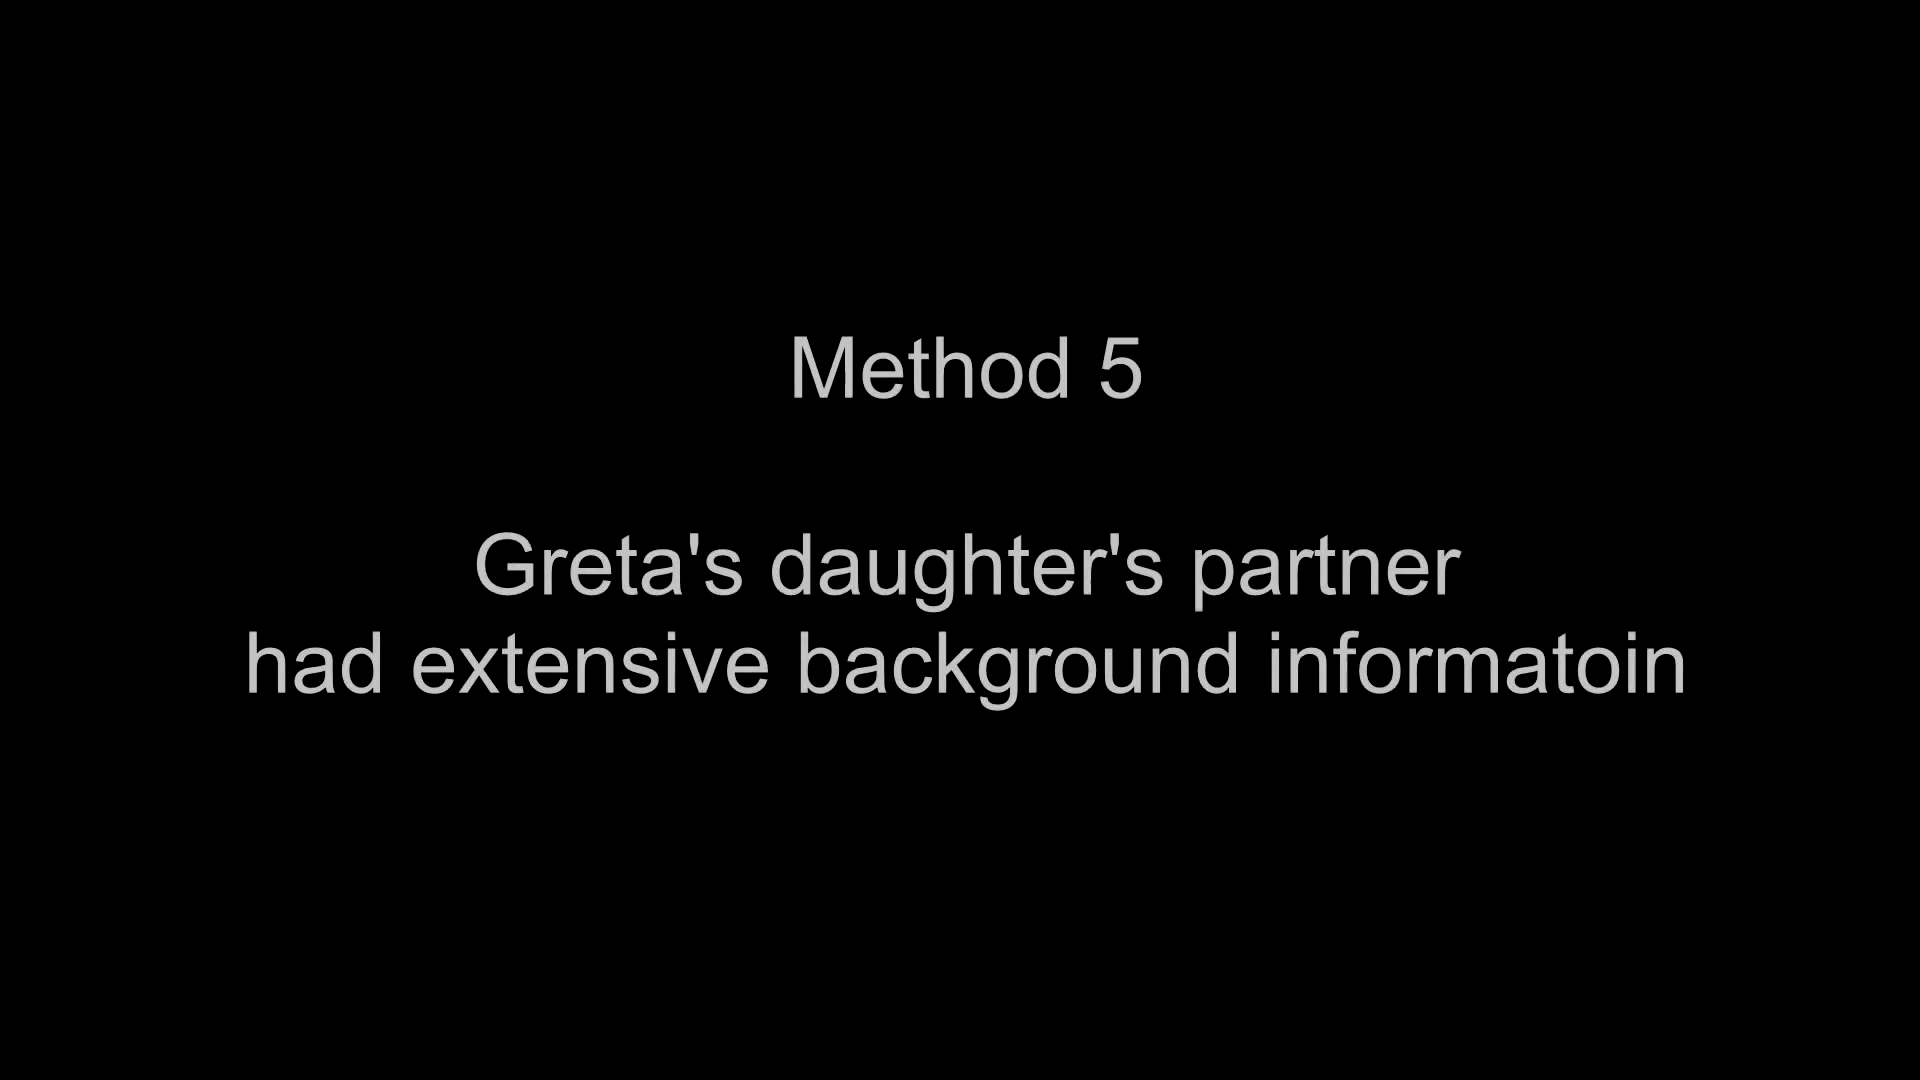 Method 5
Greta's daughter's partner
had extensive background informatoin